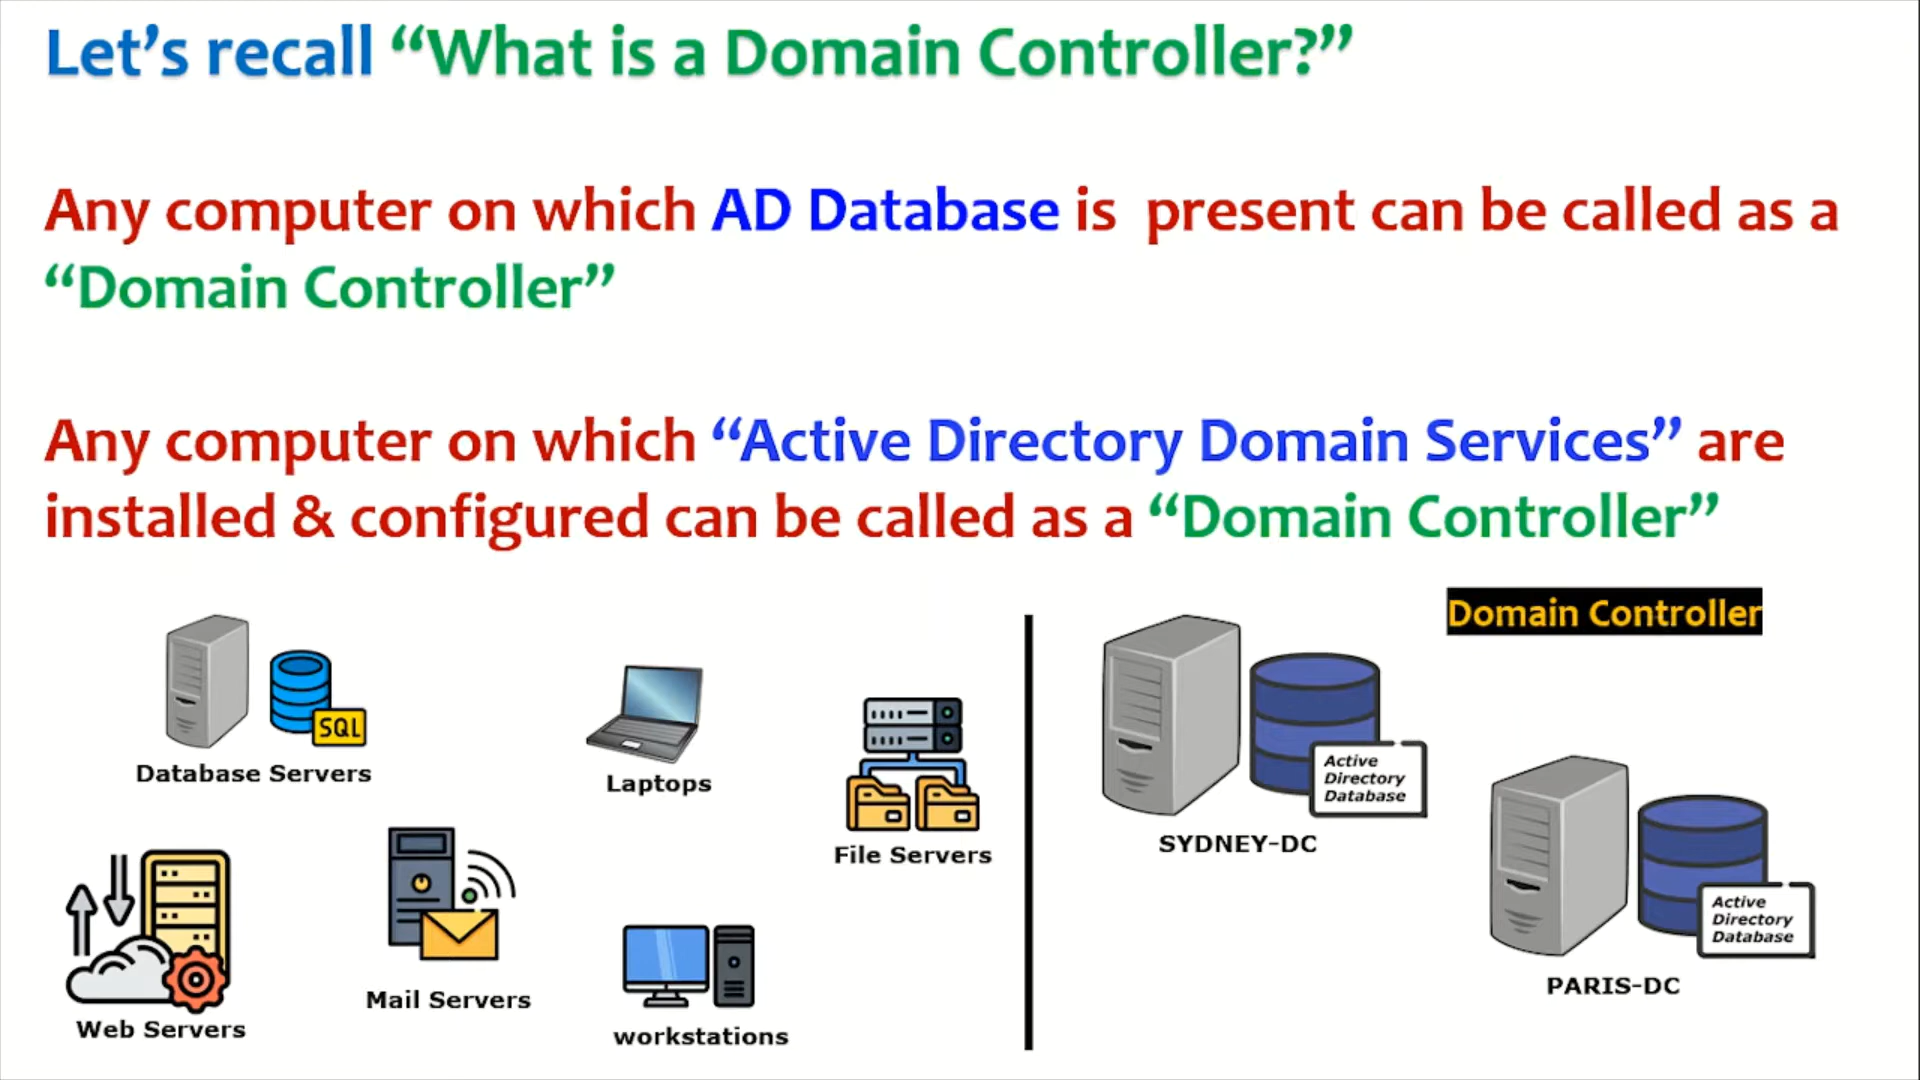 Let’s recall “What is a Domain Controller?”
Any computer on which AD Database is present can be called as a
“Domain Controller”
Any computer on which “Active Directory Domain Services” are
installed & configured can be called as a “Domain Controller”
Domain Controller
SQL
Database Servers
Laptops
File Servers
Web Servers
Mail Servers
workstations
Active
Directory
Database
SYDNEY-DC
Active
Directory
Database
PARIS-DC